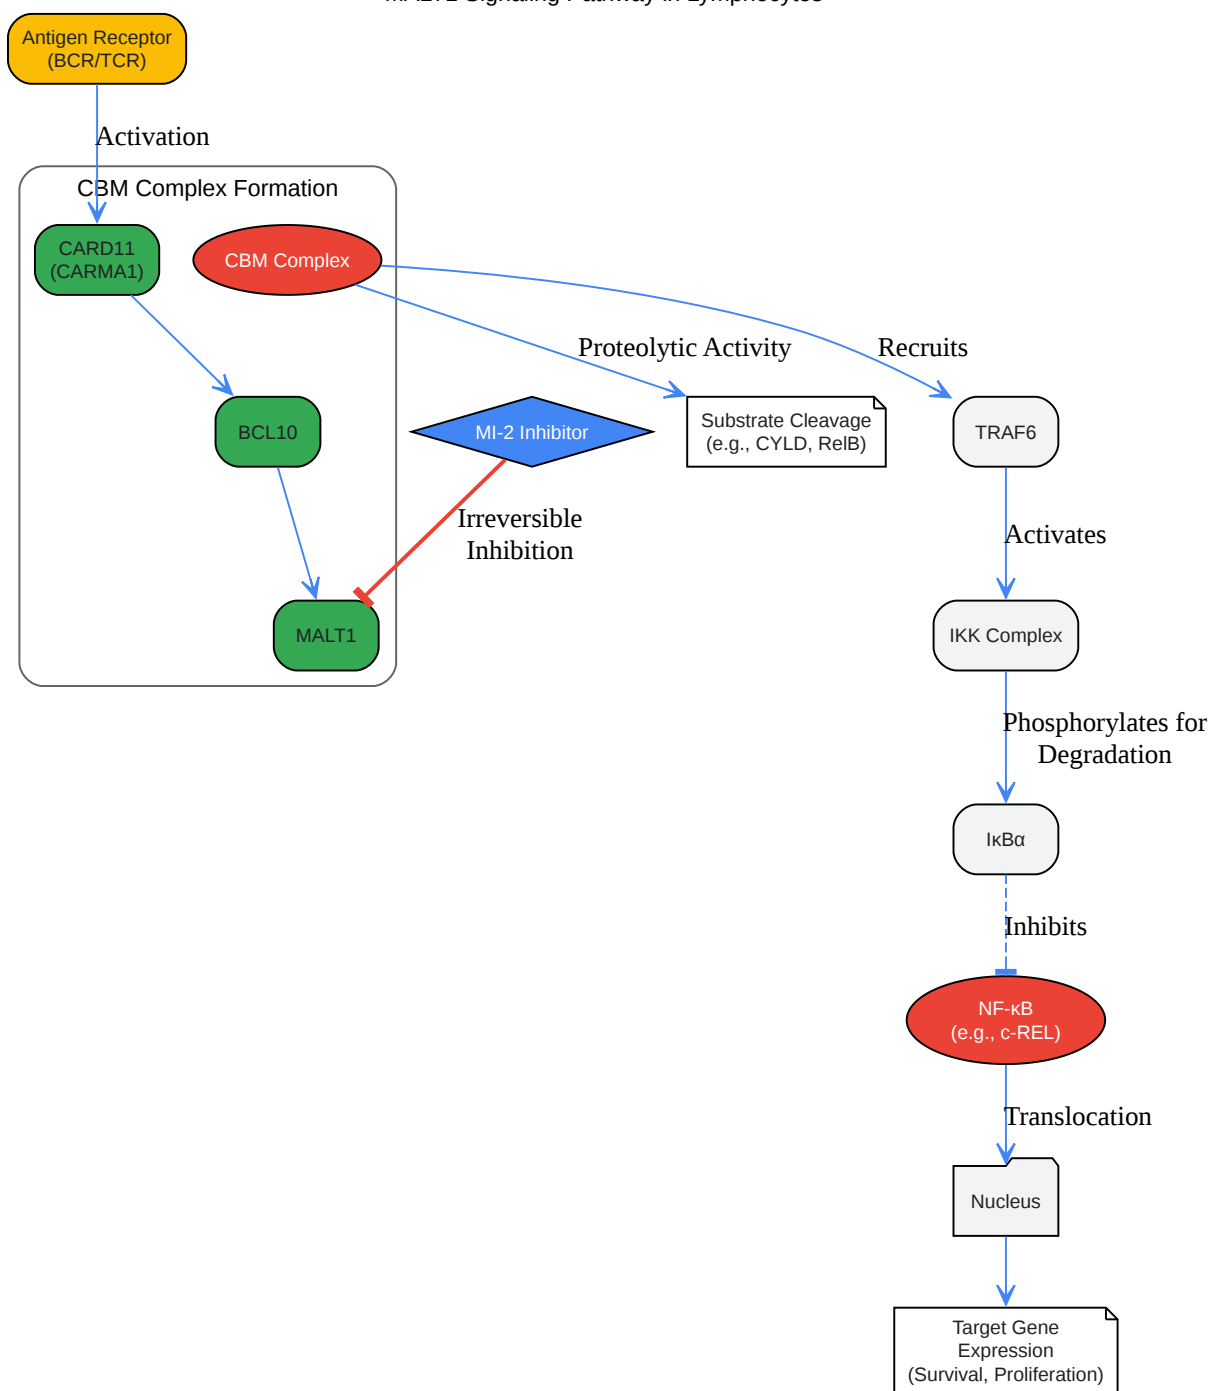 Antigen Receptor
(BCR/TCR)
Activation
CBM Complex Formation
CARD11
(CARMA1)
CBM Complex
Proteolytic Activity
Recruits
BCL10
MI-2 Inhibitor
Substrate Cleavage
(e.g., CYLD, RelB)
TRAF6
Irreversible
Inhibition
Activates
MALT1
IKK Complex
Phosphorylates for
Degradation
IκBα
Inhibits
NF-κB
(e.g., c-REL)
Translocation
Nucleus
Target Gene
Expression
(Survival, Proliferation)